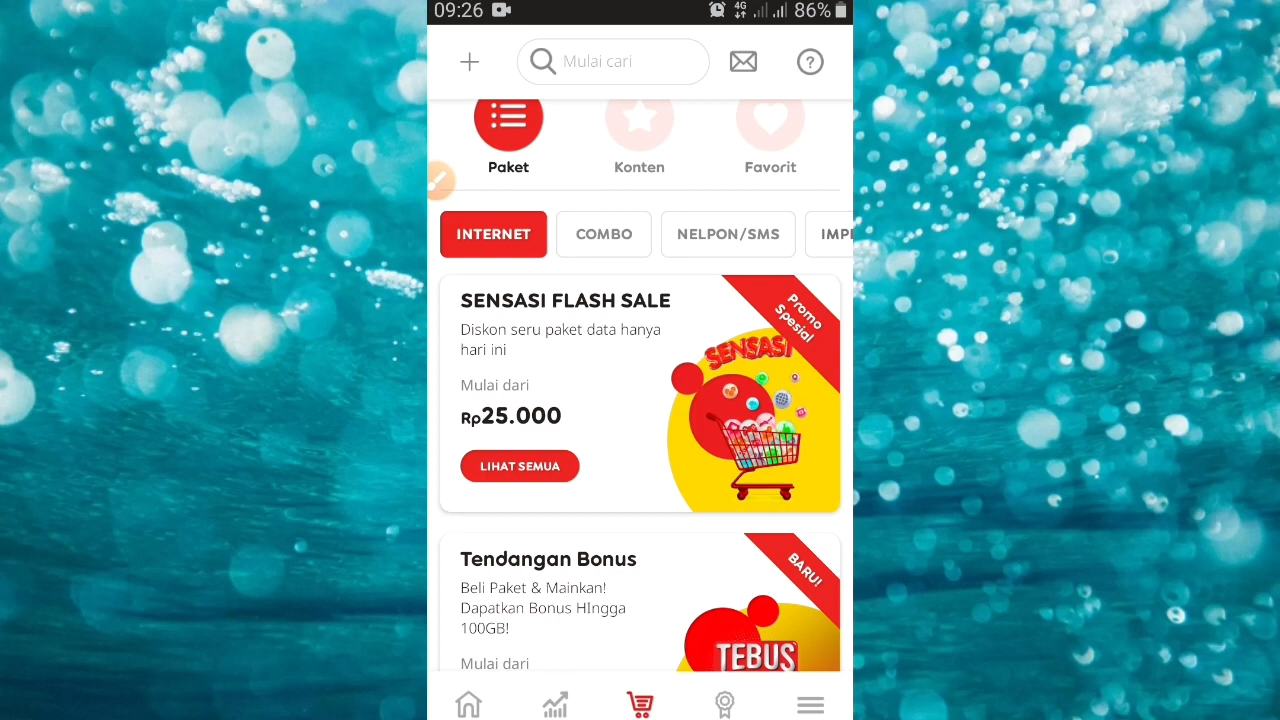 09:26
4G
86%
Mulai cari
Paket
Konten
Favorit
INTERNET
COMBO
NELPON/SMS
IMP
SENSASI FLASH SALE
Diskon seru paket data hanya
hari ini
Mulai dari
Rp25.000
LIHAT SEMUA
Promo
Spesial
SENSASI
Tendangan Bonus
Beli Paket & Mainkan!
Dapatkan Bonus HIngga
100GB!
Mulai dari
BARU!
TEBUS